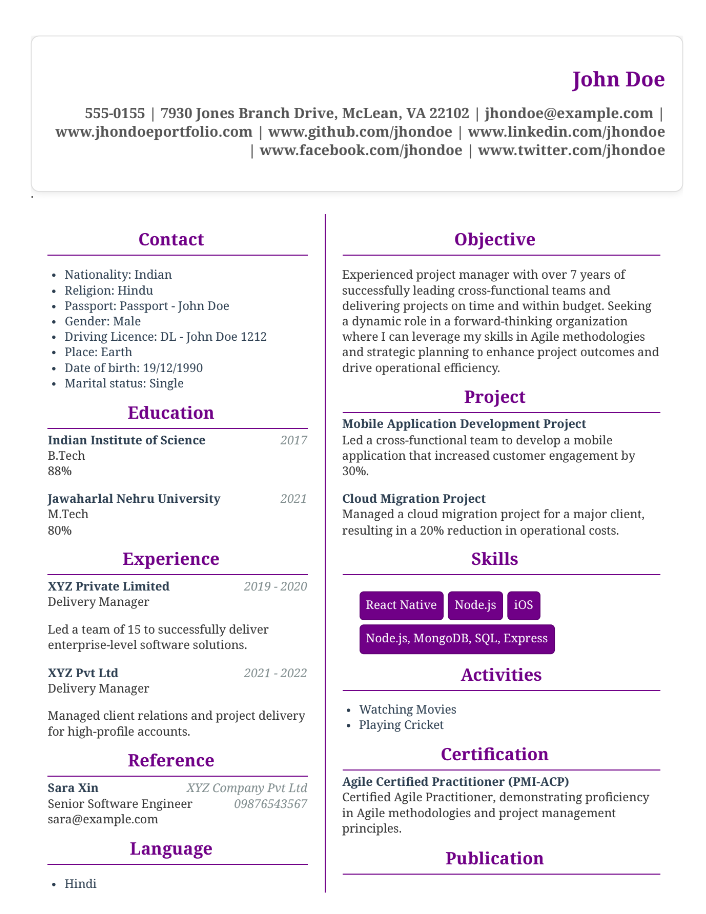 John Doe
555-0155 | 7930 Jones Branch Drive, McLean, VA 22102 | jhondoe@example.com |
www.jhondoeportfolio.com | www.github.com/jhondoe | www.linkedin.com/jhondoe
| www.facebook.com/jhondoe | www.twitter.com/jhondoe
.
Contact
• Nationality: Indian
• Religion: Hindu
• Passport: Passport - John Doe
• Gender: Male
• Driving Licence: DL - John Doe 1212
• Place: Earth
• Date of birth: 19/12/1990
• Marital status: Single
Education
Indian Institute of Science 2017
B.Tech
88%
Jawaharlal Nehru University 2021
M.Tech
80%
Experience
XYZ Private Limited 2019 - 2020
Delivery Manager
Led a team of 15 to successfully deliver
enterprise-level software solutions.
XYZ Pvt Ltd 2021 - 2022
Delivery Manager
Managed client relations and project delivery
for high-profile accounts.
Reference
Sara Xin XYZ Company Pvt Ltd
Senior Software Engineer 09876543567
sara@example.com
Language
• Hindi
Objective
Experienced project manager with over 7 years of
successfully leading cross-functional teams and
delivering projects on time and within budget. Seeking
a dynamic role in a forward-thinking organization
where I can leverage my skills in Agile methodologies
and strategic planning to enhance project outcomes and
drive operational efficiency.
Project
Mobile Application Development Project
Led a cross-functional team to develop a mobile
application that increased customer engagement by
30%.
Cloud Migration Project
Managed a cloud migration project for a major client,
resulting in a 20% reduction in operational costs.
Skills
React Native Node.js iOS
Node.js, MongoDB, SQL, Express
Activities
• Watching Movies
• Playing Cricket
Certification
Agile Certified Practitioner (PMI-ACP)
Certified Agile Practitioner, demonstrating proficiency
in Agile methodologies and project management
principles.
Publication